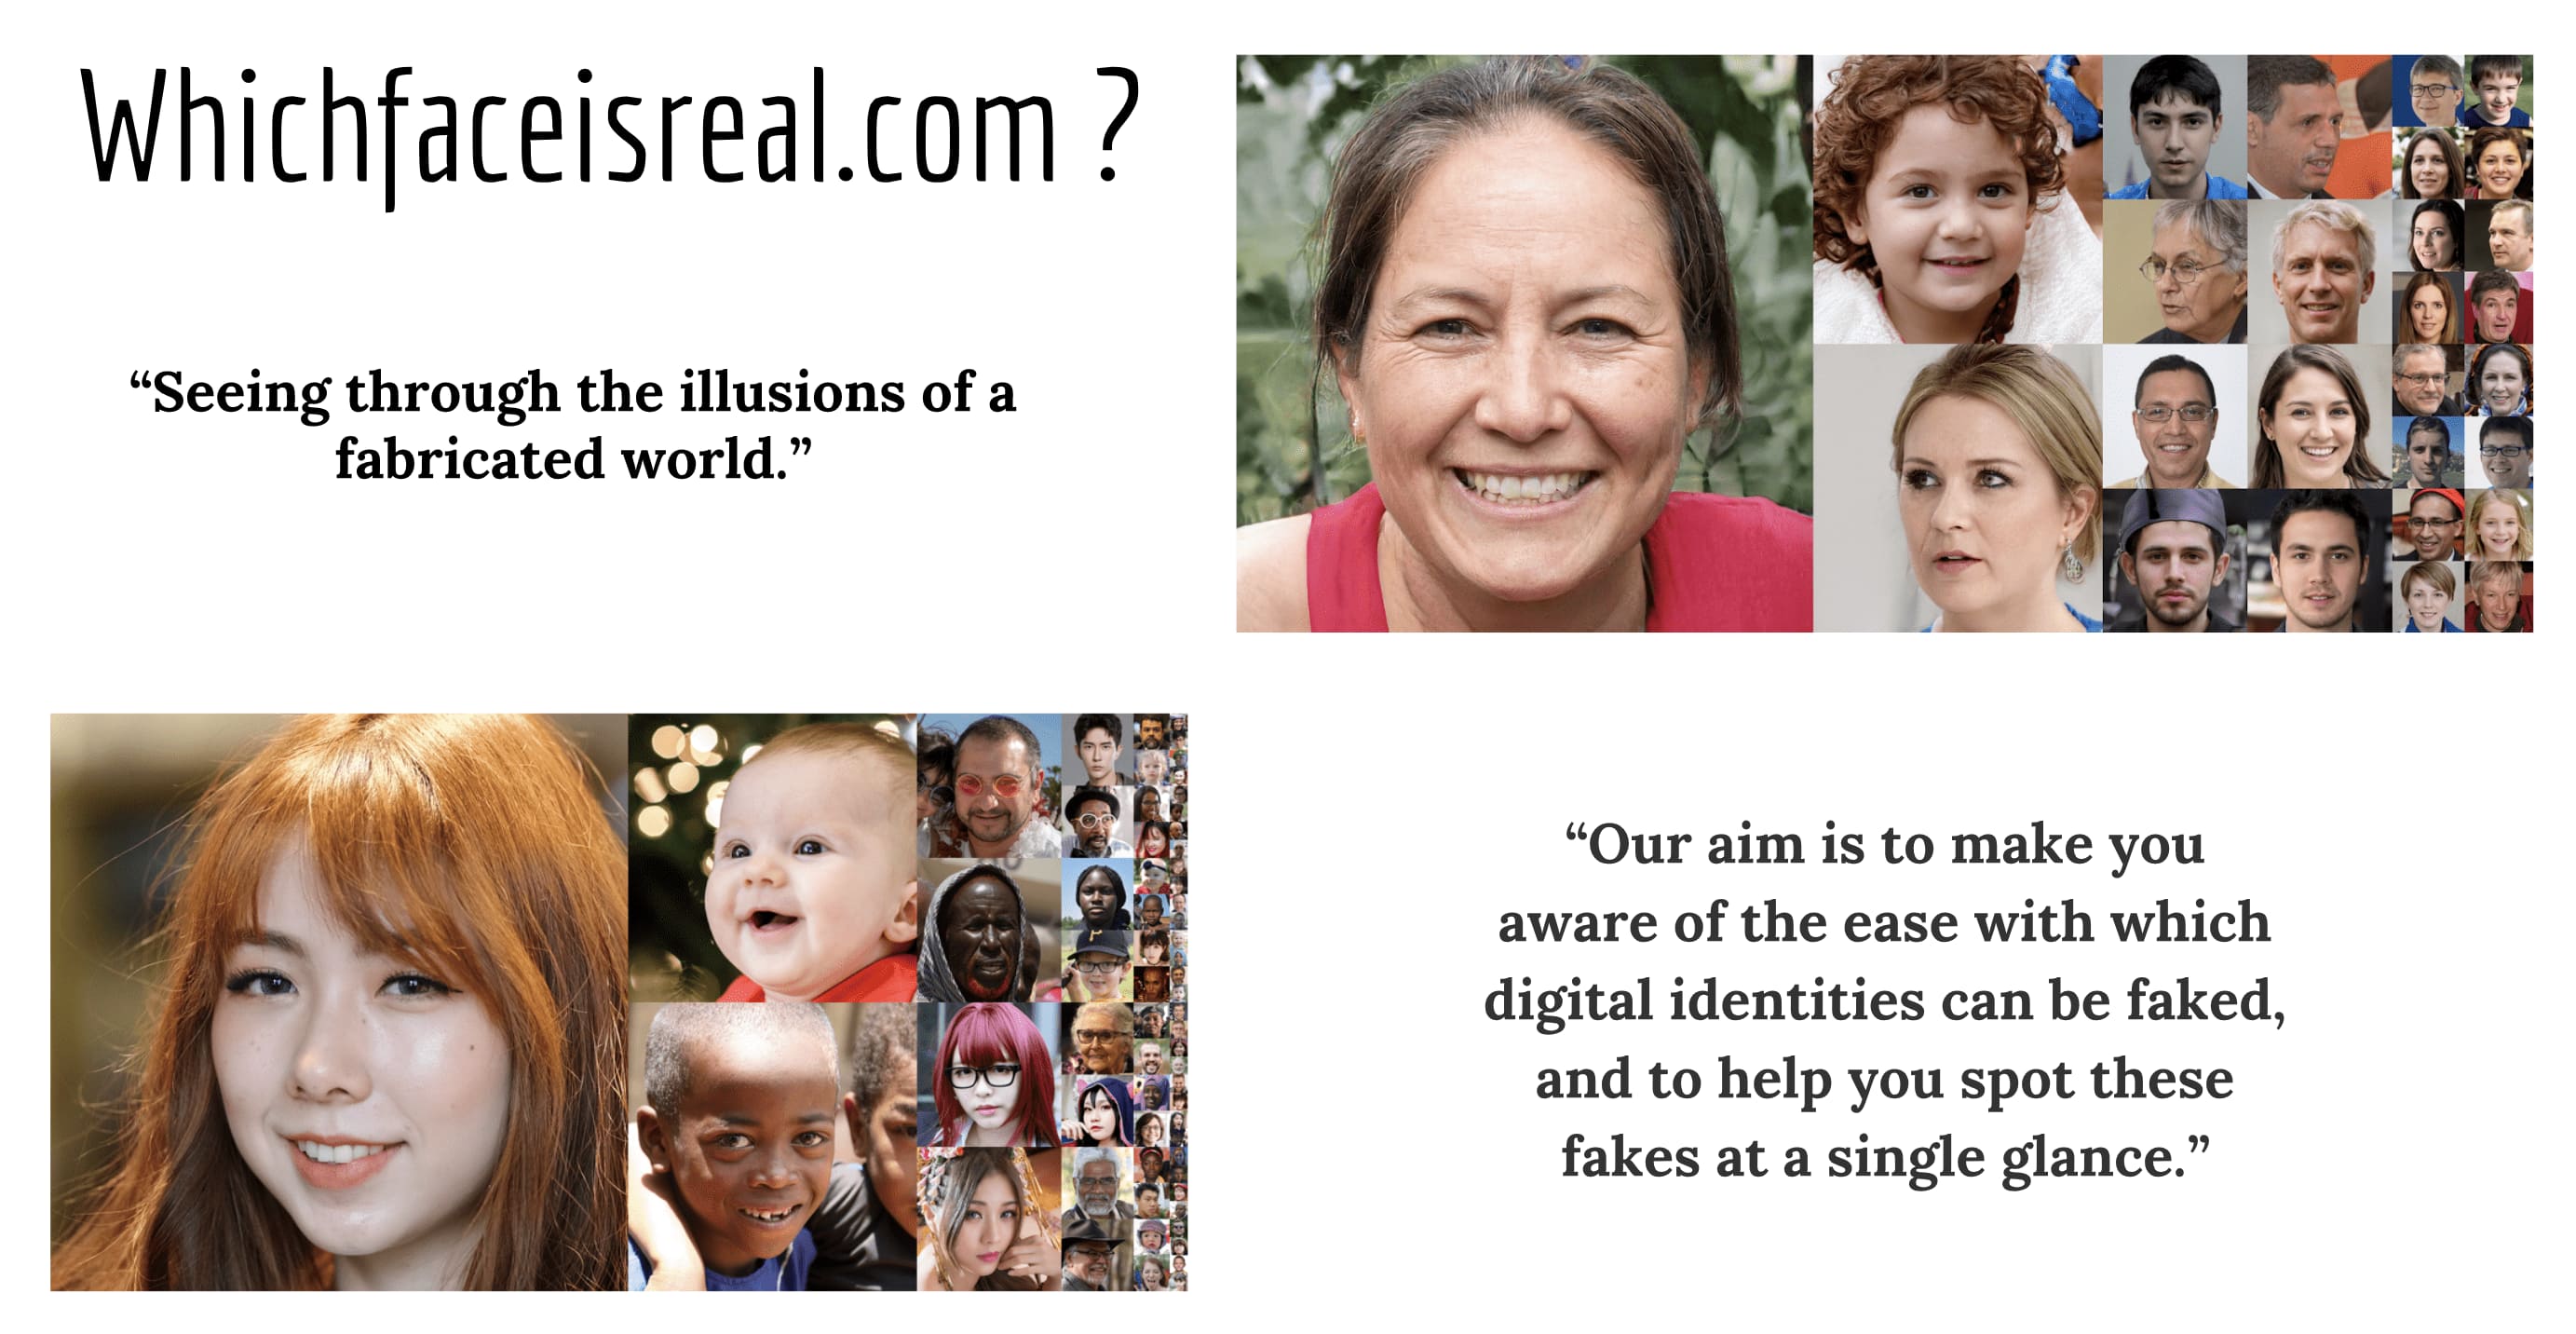 Whichfaceisreal.com ?
“Seeing through the illusions of a
fabricated world.”
“Our aim is to make you
aware of the ease with which
digital identities can be faked,
and to help you spot these
fakes at a single glance.”